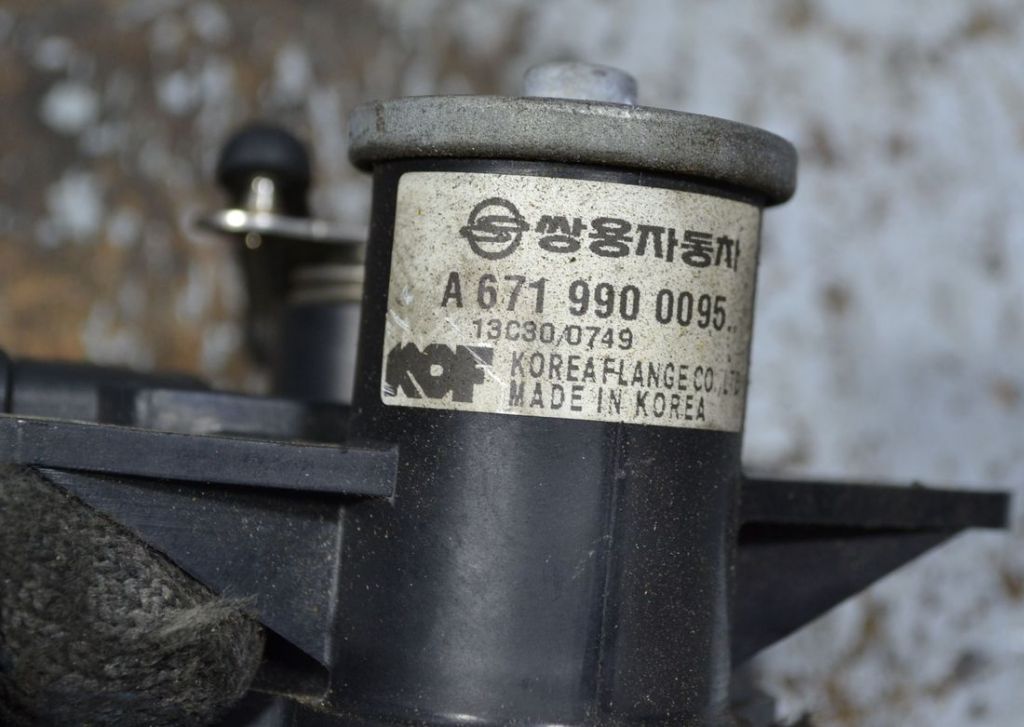 쌍용자동차
A 671 990 0095..
13C30/0749
KOF KOREA FLANGE CO., LTD
MADE IN KOREA